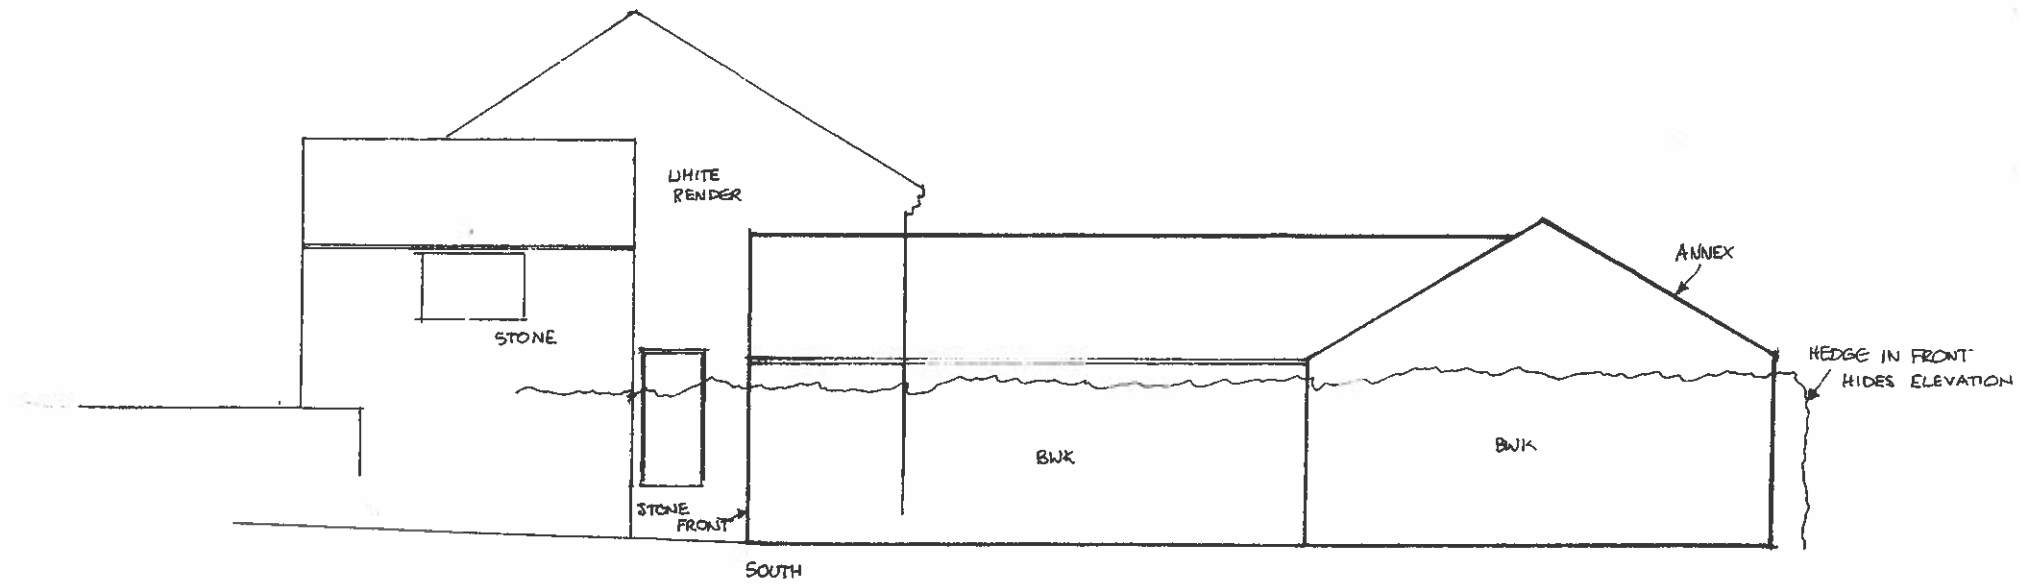 WHITE
RENDER
ANNEX
STONE
HEDGE IN FRONT
HIDES ELEVATION
BWK
BWK
STONE
FRONT
SOUTH